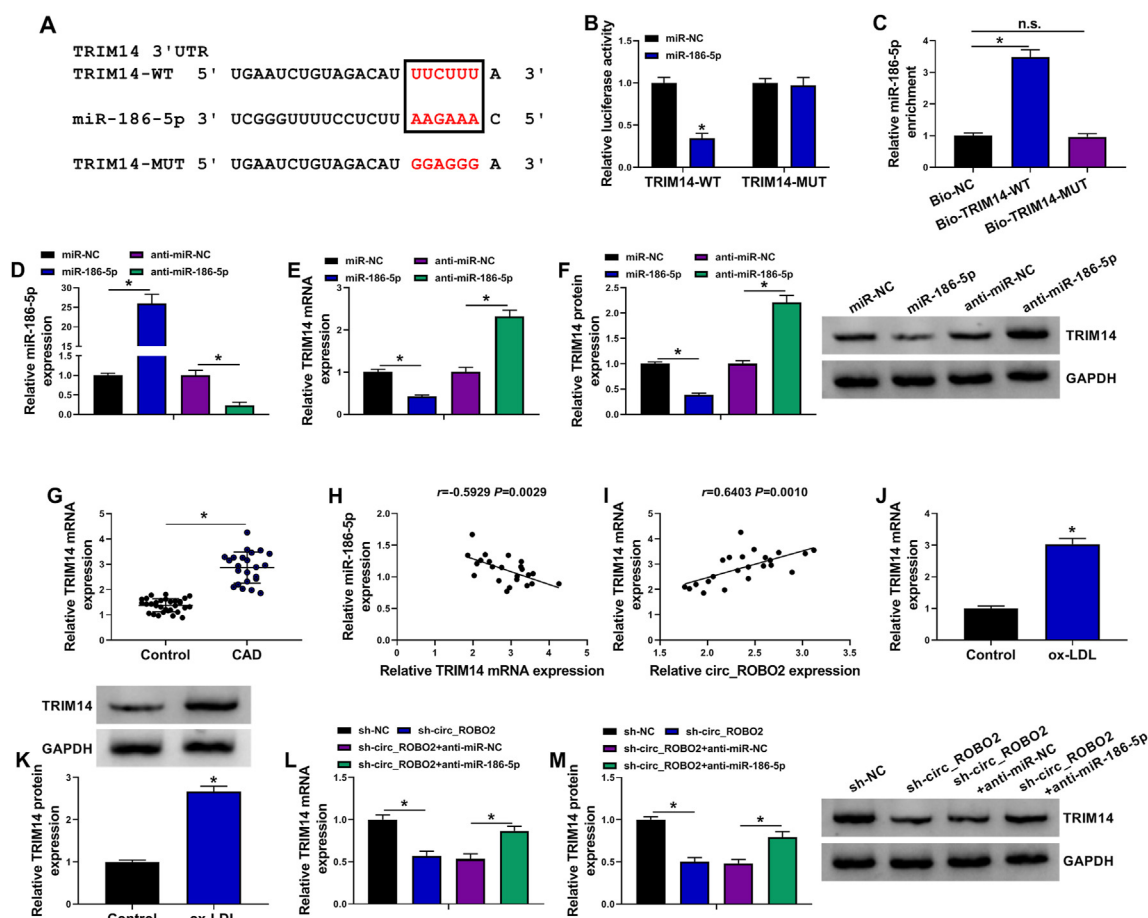 A
TRIM14 3'UTR
TRIM14-WT 5' UGAAUCUGUAGACAU UUCUUU A 3'
miR-186-5p 3' UCGGGUUUUCCUCUU AAGAAA C 5'
TRIM14-MUT 5' UGAAUCUGUAGACAU GGAGGG A 3'
B
miR-NC
miR-186-5p
Relative luciferase activity
1.5
1.0
0.5
0.0
*
TRIM14-WT TRIM14-MUT
C
n.s.
*
Relative miR-186-5p
enrichment
5
4
3
2
1
0
Bio-NC
Bio-TRIM14-WT
Bio-TRIM14-MUT
D
miR-NC anti-miR-NC
miR-186-5p anti-miR-186-5p
Relative miR-186-5p
expression
30
25
20
15
1.5
1.0
0.5
0.0
*
*
E
miR-NC anti-miR-NC
miR-186-5p anti-miR-186-5p
Relative TRIM14 mRNA
expression
3
2
1
0
*
*
F
miR-NC anti-miR-NC
miR-186-5p anti-miR-186-5p
Relative TRIM14 protein
expression
2.5
2.0
1.5
1.0
0.5
0.0
*
*
miR-NC
miR-186-5p
anti-miR-NC
anti-miR-186-5p
TRIM14
GAPDH
G
*
Relative TRIM14 mRNA
expression
5
4
3
2
1
0
Control CAD
H
r=-0.5929 P=0.0029
Relative miR-186-5p
expression
2.0
1.5
1.0
0.5
0.0
0 1 2 3 4 5
Relative TRIM14 mRNA expression
I
r=0.6403 P=0.0010
Relative TRIM14 mRNA
expression
5
4
3
2
1
0
1.5 2.0 2.5 3.0 3.5
Relative circ_ROBO2 expression
J
Relative TRIM14 mRNA
expression
4
3
2
1
0
*
Control ox-LDL
TRIM14
GAPDH
K
Relative TRIM14 protein
expression
3
2
1
0
*
Control ox-LDL
L
sh-NC sh-circ_ROBO2
sh-circ_ROBO2+anti-miR-NC
sh-circ_ROBO2+anti-miR-186-5p
Relative TRIM14 mRNA
expression
1.5
1.0
0.5
0.0
*
*
M
sh-NC sh-circ_ROBO2
sh-circ_ROBO2+anti-miR-NC
sh-circ_ROBO2+anti-miR-186-5p
Relative TRIM14 protein
expression
1.5
1.0
0.5
0.0
*
*
sh-NC
sh-circ_ROBO2
sh-circ_ROBO2
+anti-miR-NC
sh-circ_ROBO2
+anti-miR-186-5p
TRIM14
GAPDH